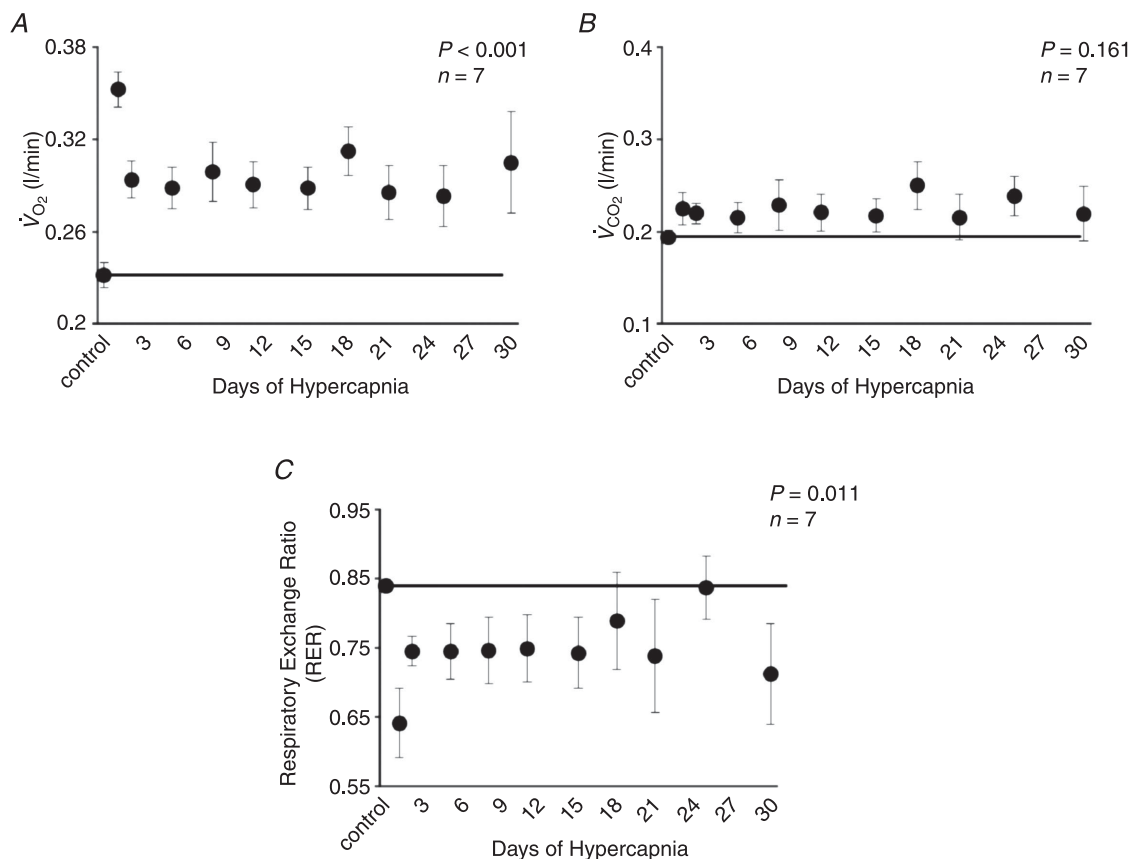 A
P < 0.001
n = 7
0.38
0.32
0.26
0.2
V̇O₂ (l/min)
control 3 6 9 12 15 18 21 24 27 30
Days of Hypercapnia
B
P = 0.161
n = 7
0.4
0.3
0.2
0.1
V̇CO₂ (l/min)
control 3 6 9 12 15 18 21 24 27 30
Days of Hypercapnia
C
P = 0.011
n = 7
0.95
0.85
0.75
0.65
0.55
Respiratory Exchange Ratio
(RER)
control 3 6 9 12 15 18 21 24 27 30
Days of Hypercapnia